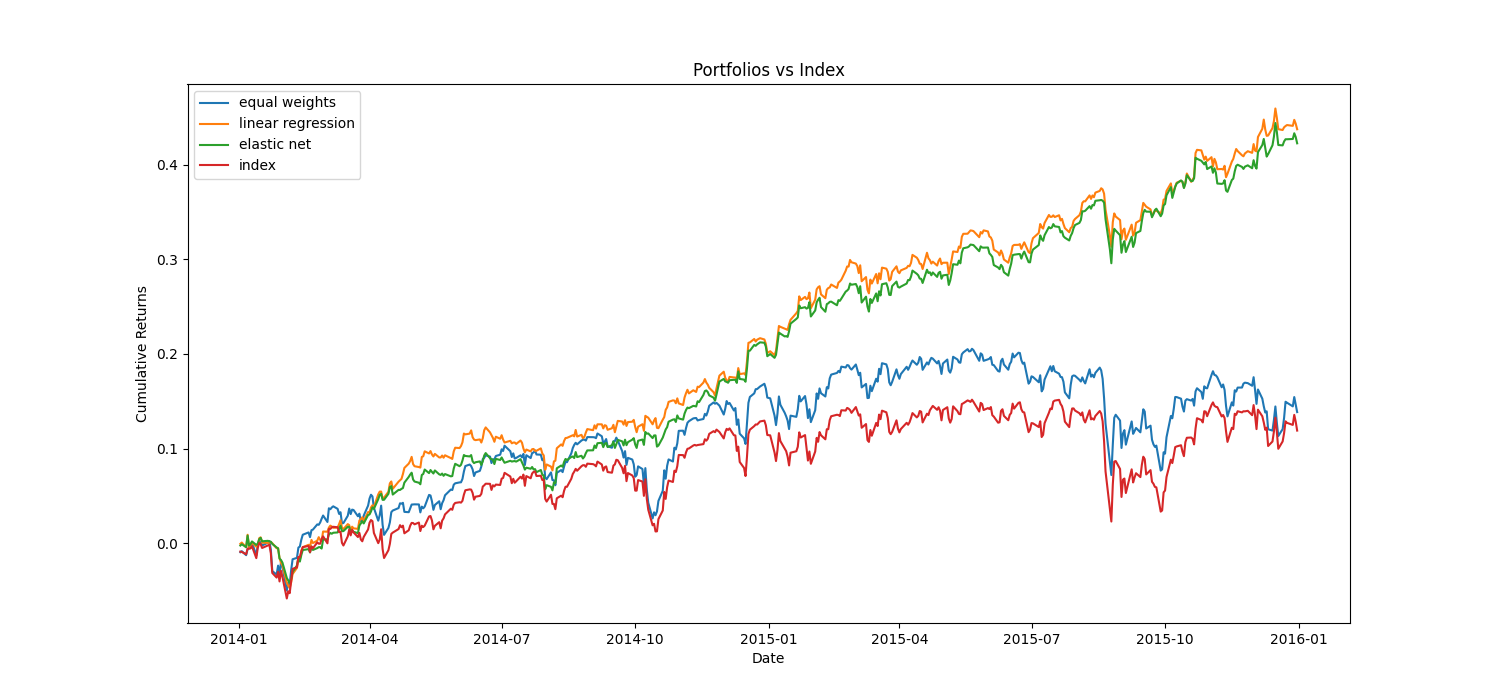 Portfolios vs Index
equal weights
linear regression
elastic net
index
Cumulative Returns
0.4
0.3
0.2
0.1
0.0
2014-01 2014-04 2014-07 2014-10 2015-01 2015-04 2015-07 2015-10 2016-01
Date